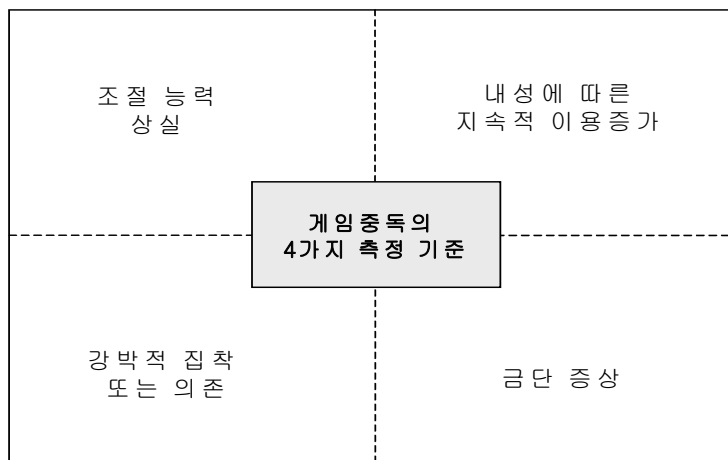 조절 능력
상실
내성에 따른
지속적 이용증가
게임중독의
4가지 측정 기준
강박적 집착
또는 의존
금단 증상